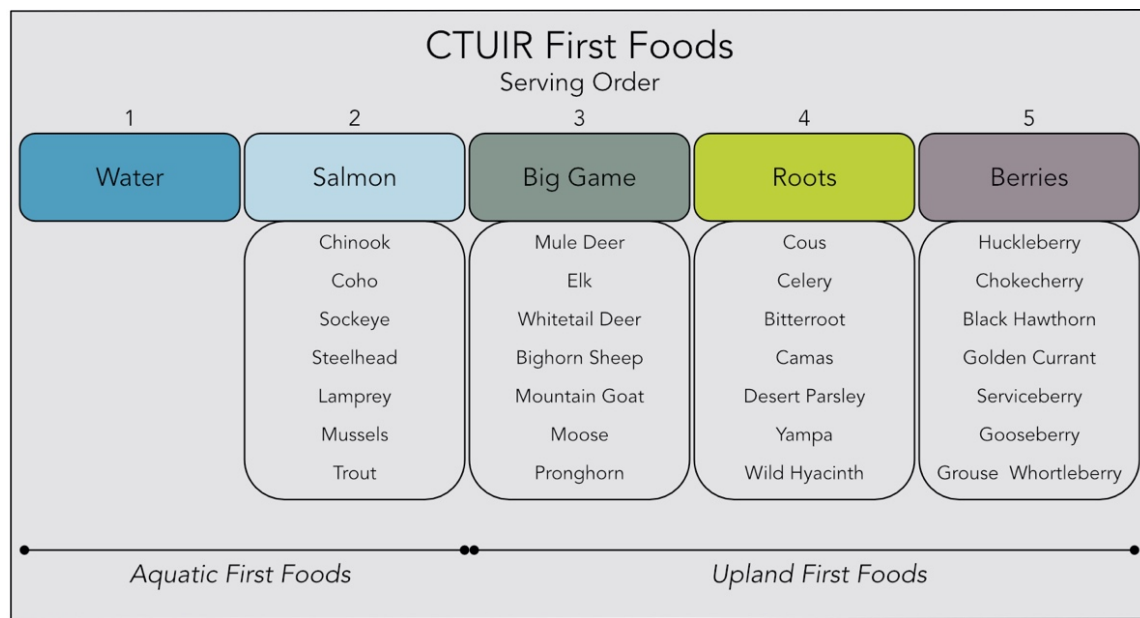 CTUIR First Foods
Serving Order
1 2 3 4 5
Water Salmon Big Game Roots Berries
Chinook Mule Deer Cous Huckleberry
Coho Elk Celery Chokecherry
Sockeye Whitetail Deer Bitterroot Black Hawthorn
Steelhead Bighorn Sheep Camas Golden Currant
Lamprey Mountain Goat Desert Parsley Serviceberry
Mussels Moose Yampa Gooseberry
Trout Pronghorn Wild Hyacinth Grouse Whortleberry
Aquatic First Foods Upland First Foods